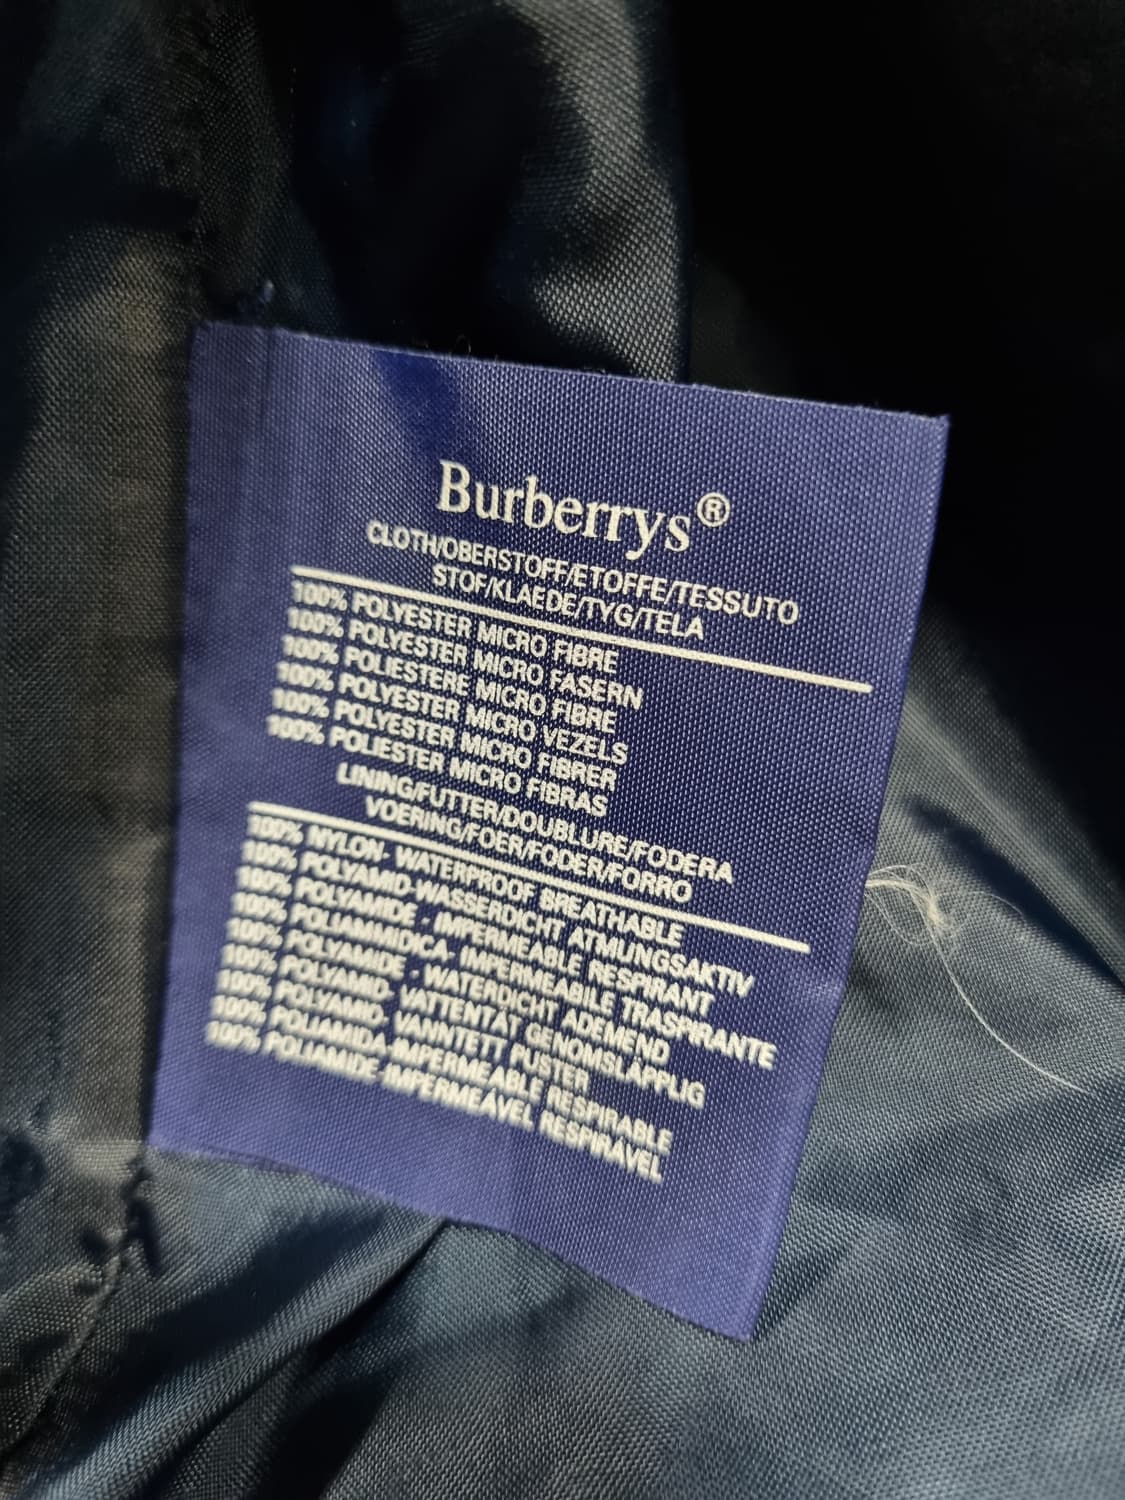 Burberrys®
CLOTH/OBERSTOFF/ETOFFE/TESSUTO
STOF/KLAEDE/TYG/TELA
100% POLYESTER MICRO FIBRE
100% POLYESTER MICRO FASERN
100% POLIESTERE MICRO FIBRE
100% POLYESTER MICRO VEZELS
100% POLYESTER MICRO FIBRER
100% POLIESTER MICRO FIBRAS
LINING/FUTTER/DOUBLURE/FODERA
VOERING/FOER/FODER/FORRO
100% NYLON- WATERPROOF BREATHABLE
100% POLYAMID-WASSERDICHT ATMUNGSAKTIV
100% POLYAMIDE - IMPERMEABLE RESPIRANT
100% POLIAMMIDICA- IMPERMEABILE TRASPIRANTE
100% POLYAMIDE - WATERDICHT ADEMEND
100% POLYAMID- VATTENTÄT GENOMSLÄPPLIG
100% POLYAMID- VANNTETT PUSTER
100% POLIAMIDA-IMPERMEABLE RESPIRABLE
100% POLIAMIDE-IMPERMEÁVEL RESPIRÁVEL